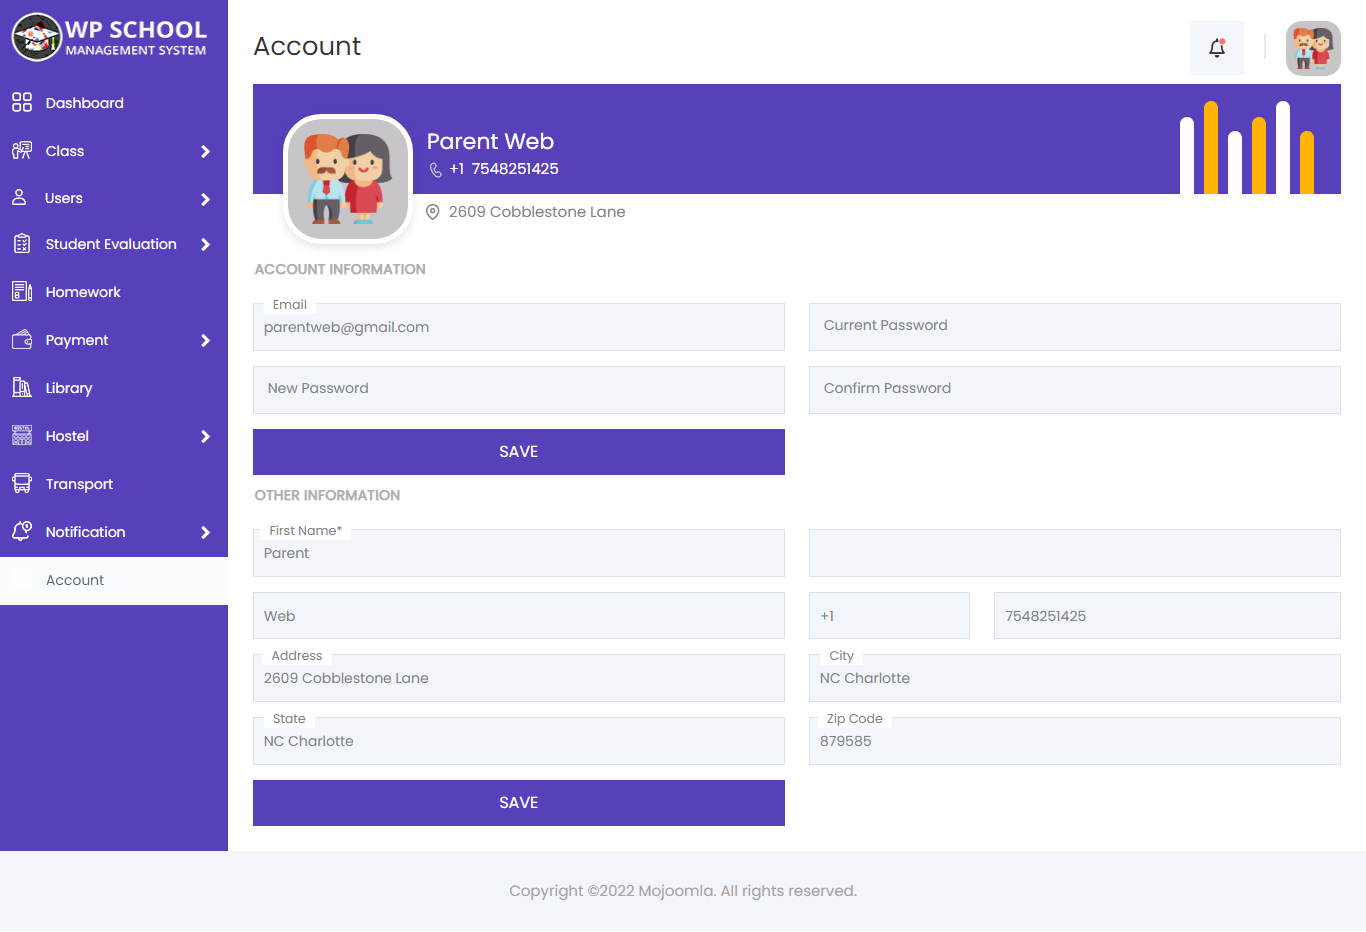 WP SCHOOL
MANAGEMENT SYSTEM
Dashboard
Class
Users
Student Evaluation
Homework
Payment
Library
HOSTEL
Hostel
Transport
Notification
Account
Account
Parent Web
+1 7548251425
2609 Cobblestone Lane
ACCOUNT INFORMATION
Email
parentweb@gmail.com
Current Password
New Password
Confirm Password
SAVE
OTHER INFORMATION
First Name*
Parent
Web
+1
7548251425
Address
2609 Cobblestone Lane
City
NC Charlotte
State
NC Charlotte
Zip Code
879585
SAVE
Copyright ©2022 Mojoomla. All rights reserved.